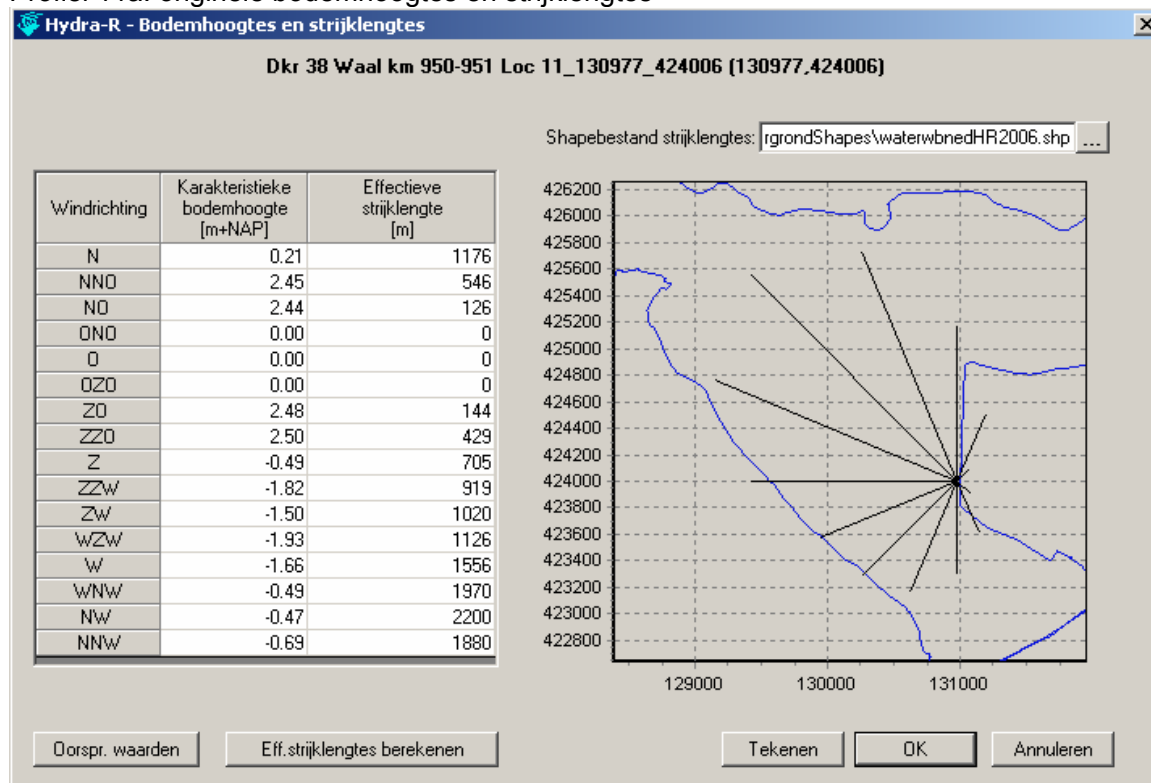 Hydra-R - Bodemhoogtes en strijklengtes
Dkr 38 Waal km 950-951 Loc 11_130977_424006 (130977,424006)
Shapebestand strijklengtes: rgrondShapes\waterwbnedHR2006.shp ...
Windrichting Karakteristieke bodemhoogte [m+NAP] Effectieve strijklengte [m]
N 0.21 1176
NNO 2.45 546
NO 2.44 126
ONO 0.00 0
O 0.00 0
OZO 0.00 0
ZO 2.48 144
ZZO 2.50 429
Z -0.49 705
ZZW -1.82 919
ZW -1.50 1020
WZW -1.93 1126
W -1.66 1556
WNW -0.49 1970
NW -0.47 2200
NNW -0.69 1880
426200
426000
425800
425600
425400
425200
425000
424800
424600
424400
424200
424000
423800
423600
423400
423200
423000
422800
129000 130000 131000
Oorspr. waarden Eff.strijklengtes berekenen Tekenen OK Annuleren